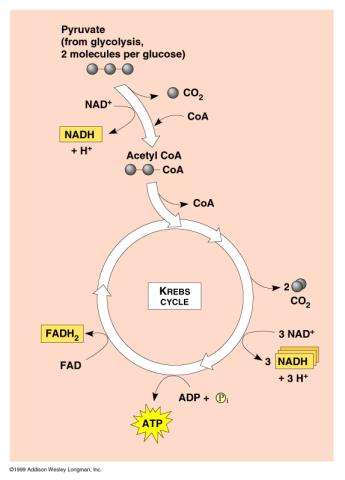 Pyruvate
(from glycolysis,
2 molecules per glucose)
CO₂
NAD⁺
CoA
NADH
+ H⁺
Acetyl CoA
CoA
CoA
KREBS
CYCLE
2
CO₂
3 NAD⁺
3 NADH
+ 3 H⁺
FADH₂
FAD
ADP + Pᵢ
ATP
©1999 Addison Wesley Longman, Inc.